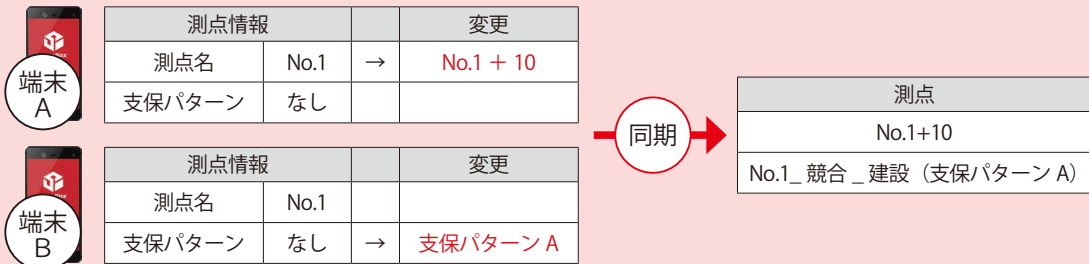 端末
A
測点情報 変更
測点名 No.1 → No.1 + 10
支保パターン なし
端末
B
測点情報 変更
測点名 No.1
支保パターン なし → 支保パターン A
同期
測点
No.1+10
No.1_ 競合 _ 建設（支保パターン A）